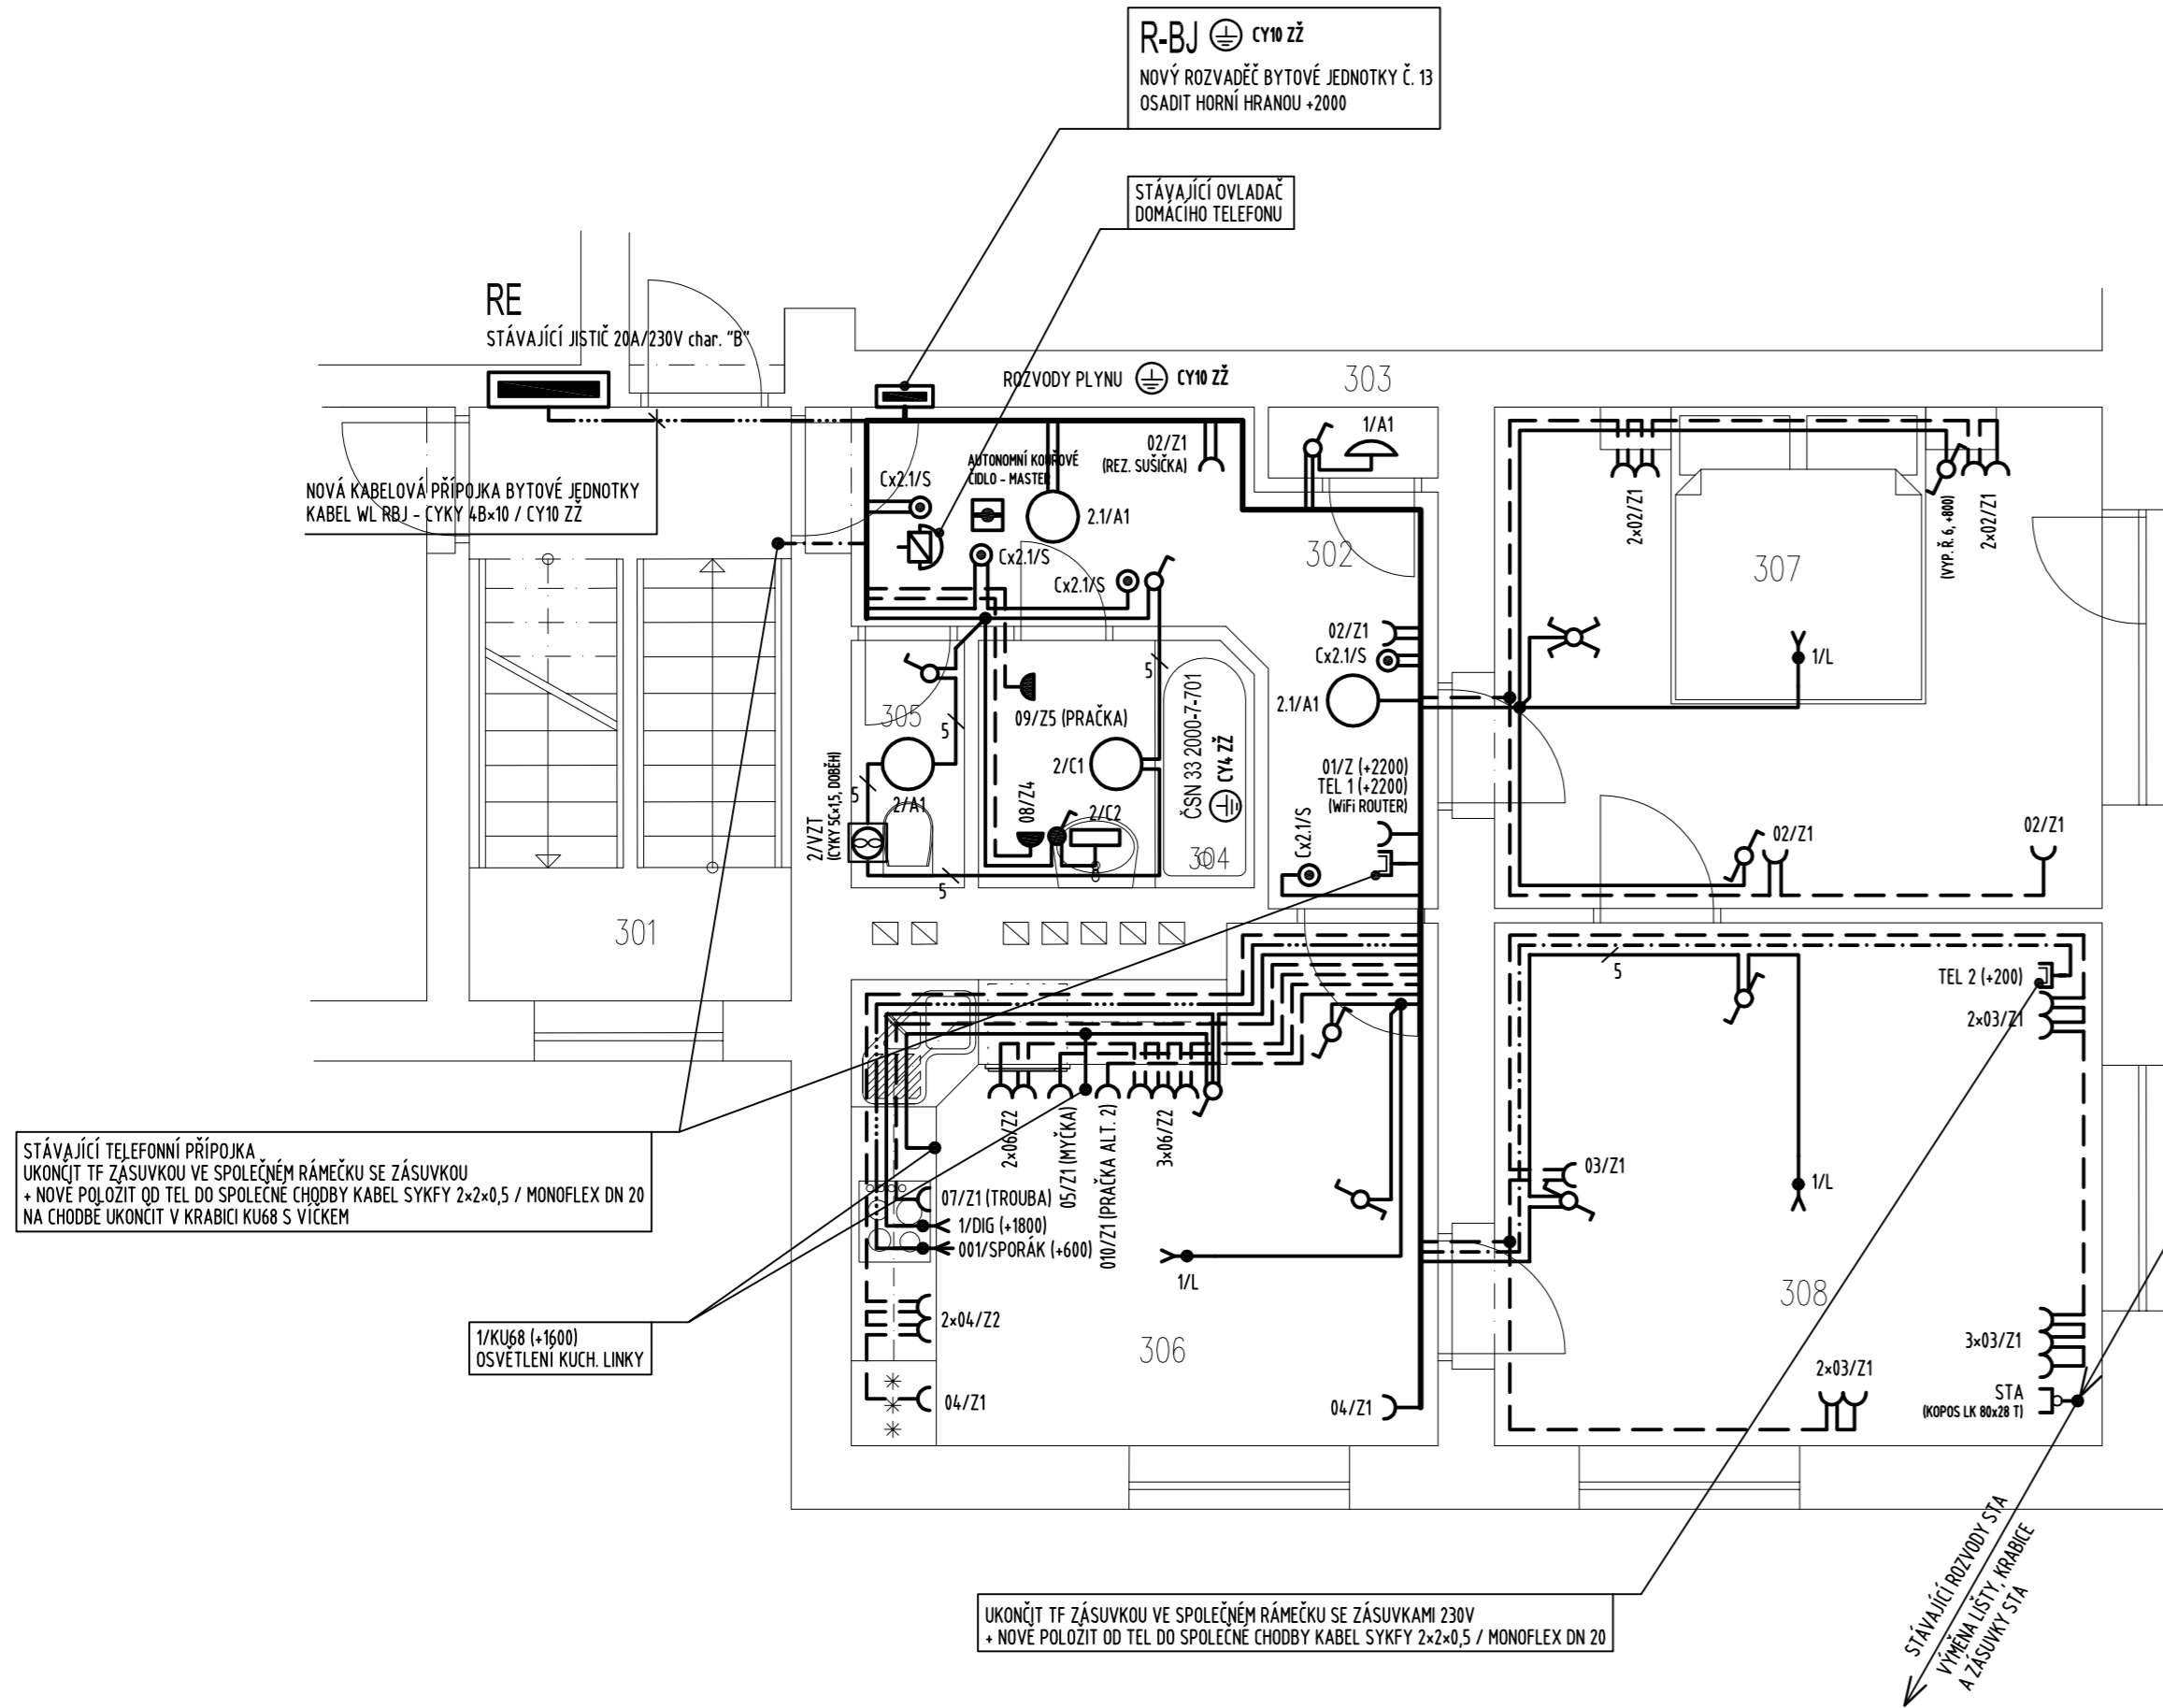 R-BJ CY10 ZŽ
NOVÝ ROZVADĚČ BYTOVÉ JEDNOTKY Č. 13
OSADIT HORNÍ HRANOU +2000
STÁVAJÍCÍ OVLADAČ
DOMÁCÍHO TELEFONU
RE
STÁVAJÍCÍ JISTIČ 20A/230V char. "B"
ROZVODY PLYNU CY10 ZŽ
303
1/A1
02/Z1
(REZ. SUŠIČKA)
AUTONOMNÍ KOUŘOVÉ
ČIDLO - MASTER
Cx2.1/S
2.1/A1
NOVÁ KABELOVÁ PŘÍPOJKA BYTOVÉ JEDNOTKY
KABEL WL RBJ - CYKY 4B×10 / CY10 ZŽ
Cx2.1/S
Cx2.1/S
302
2×02/Z1
(VYP. Ř. 6, +800)
2×02/Z1
307
1/L
02/Z1
Cx2.1/S
2.1/A1
5
305
5
09/Z5 (PRAČKA)
2/C1
ČSN 33 2000-7-701
CY4 ZŽ
01/Z (+2200)
TEL 1 (+2200)
(WiFi ROUTER)
2/VZT
(CYKY 5C×1,5, DOBĚH)
5
2/A1
08/Z4
2/C2
304
Cx2.1/S
5
02/Z1
02/Z1
301
5
TEL 2 (+200)
2×03/Z1
2×06/Z2
05/Z1 (MYČKA)
010/Z1 (PRAČKA ALT. 2)
3×06/Z2
STÁVAJÍCÍ TELEFONNÍ PŘÍPOJKA
UKONČIT TF ZÁSUVKOU VE SPOLEČNÉM RÁMEČKU SE ZÁSUVKOU
+ NOVĚ POLOŽIT OD TEL DO SPOLEČNÉ CHODBY KABEL SYKFY 2×2×0,5 / MONOFLEX DN 20
NA CHODBĚ UKONČIT V KRABICI KU68 S VÍČKEM
07/Z1 (TROUBA)
1/DIG (+1800)
001/SPORÁK (+600)
03/Z1
1/L
1/L
308
2×04/Z2
1/KU68 (+1600)
OSVĚTLENÍ KUCH. LINKY
306
3×03/Z1
2×03/Z1
04/Z1
04/Z1
STA
(KOPOS LK 80x28 T)
UKONČIT TF ZÁSUVKOU VE SPOLEČNÉM RÁMEČKU SE ZÁSUVKAMI 230V
+ NOVĚ POLOŽIT OD TEL DO SPOLEČNÉ CHODBY KABEL SYKFY 2×2×0,5 / MONOFLEX DN 20
STÁVAJÍCÍ ROZVODY STA
VÝMĚNA LIŠTY, KRABICE
A ZÁSUVKY STA